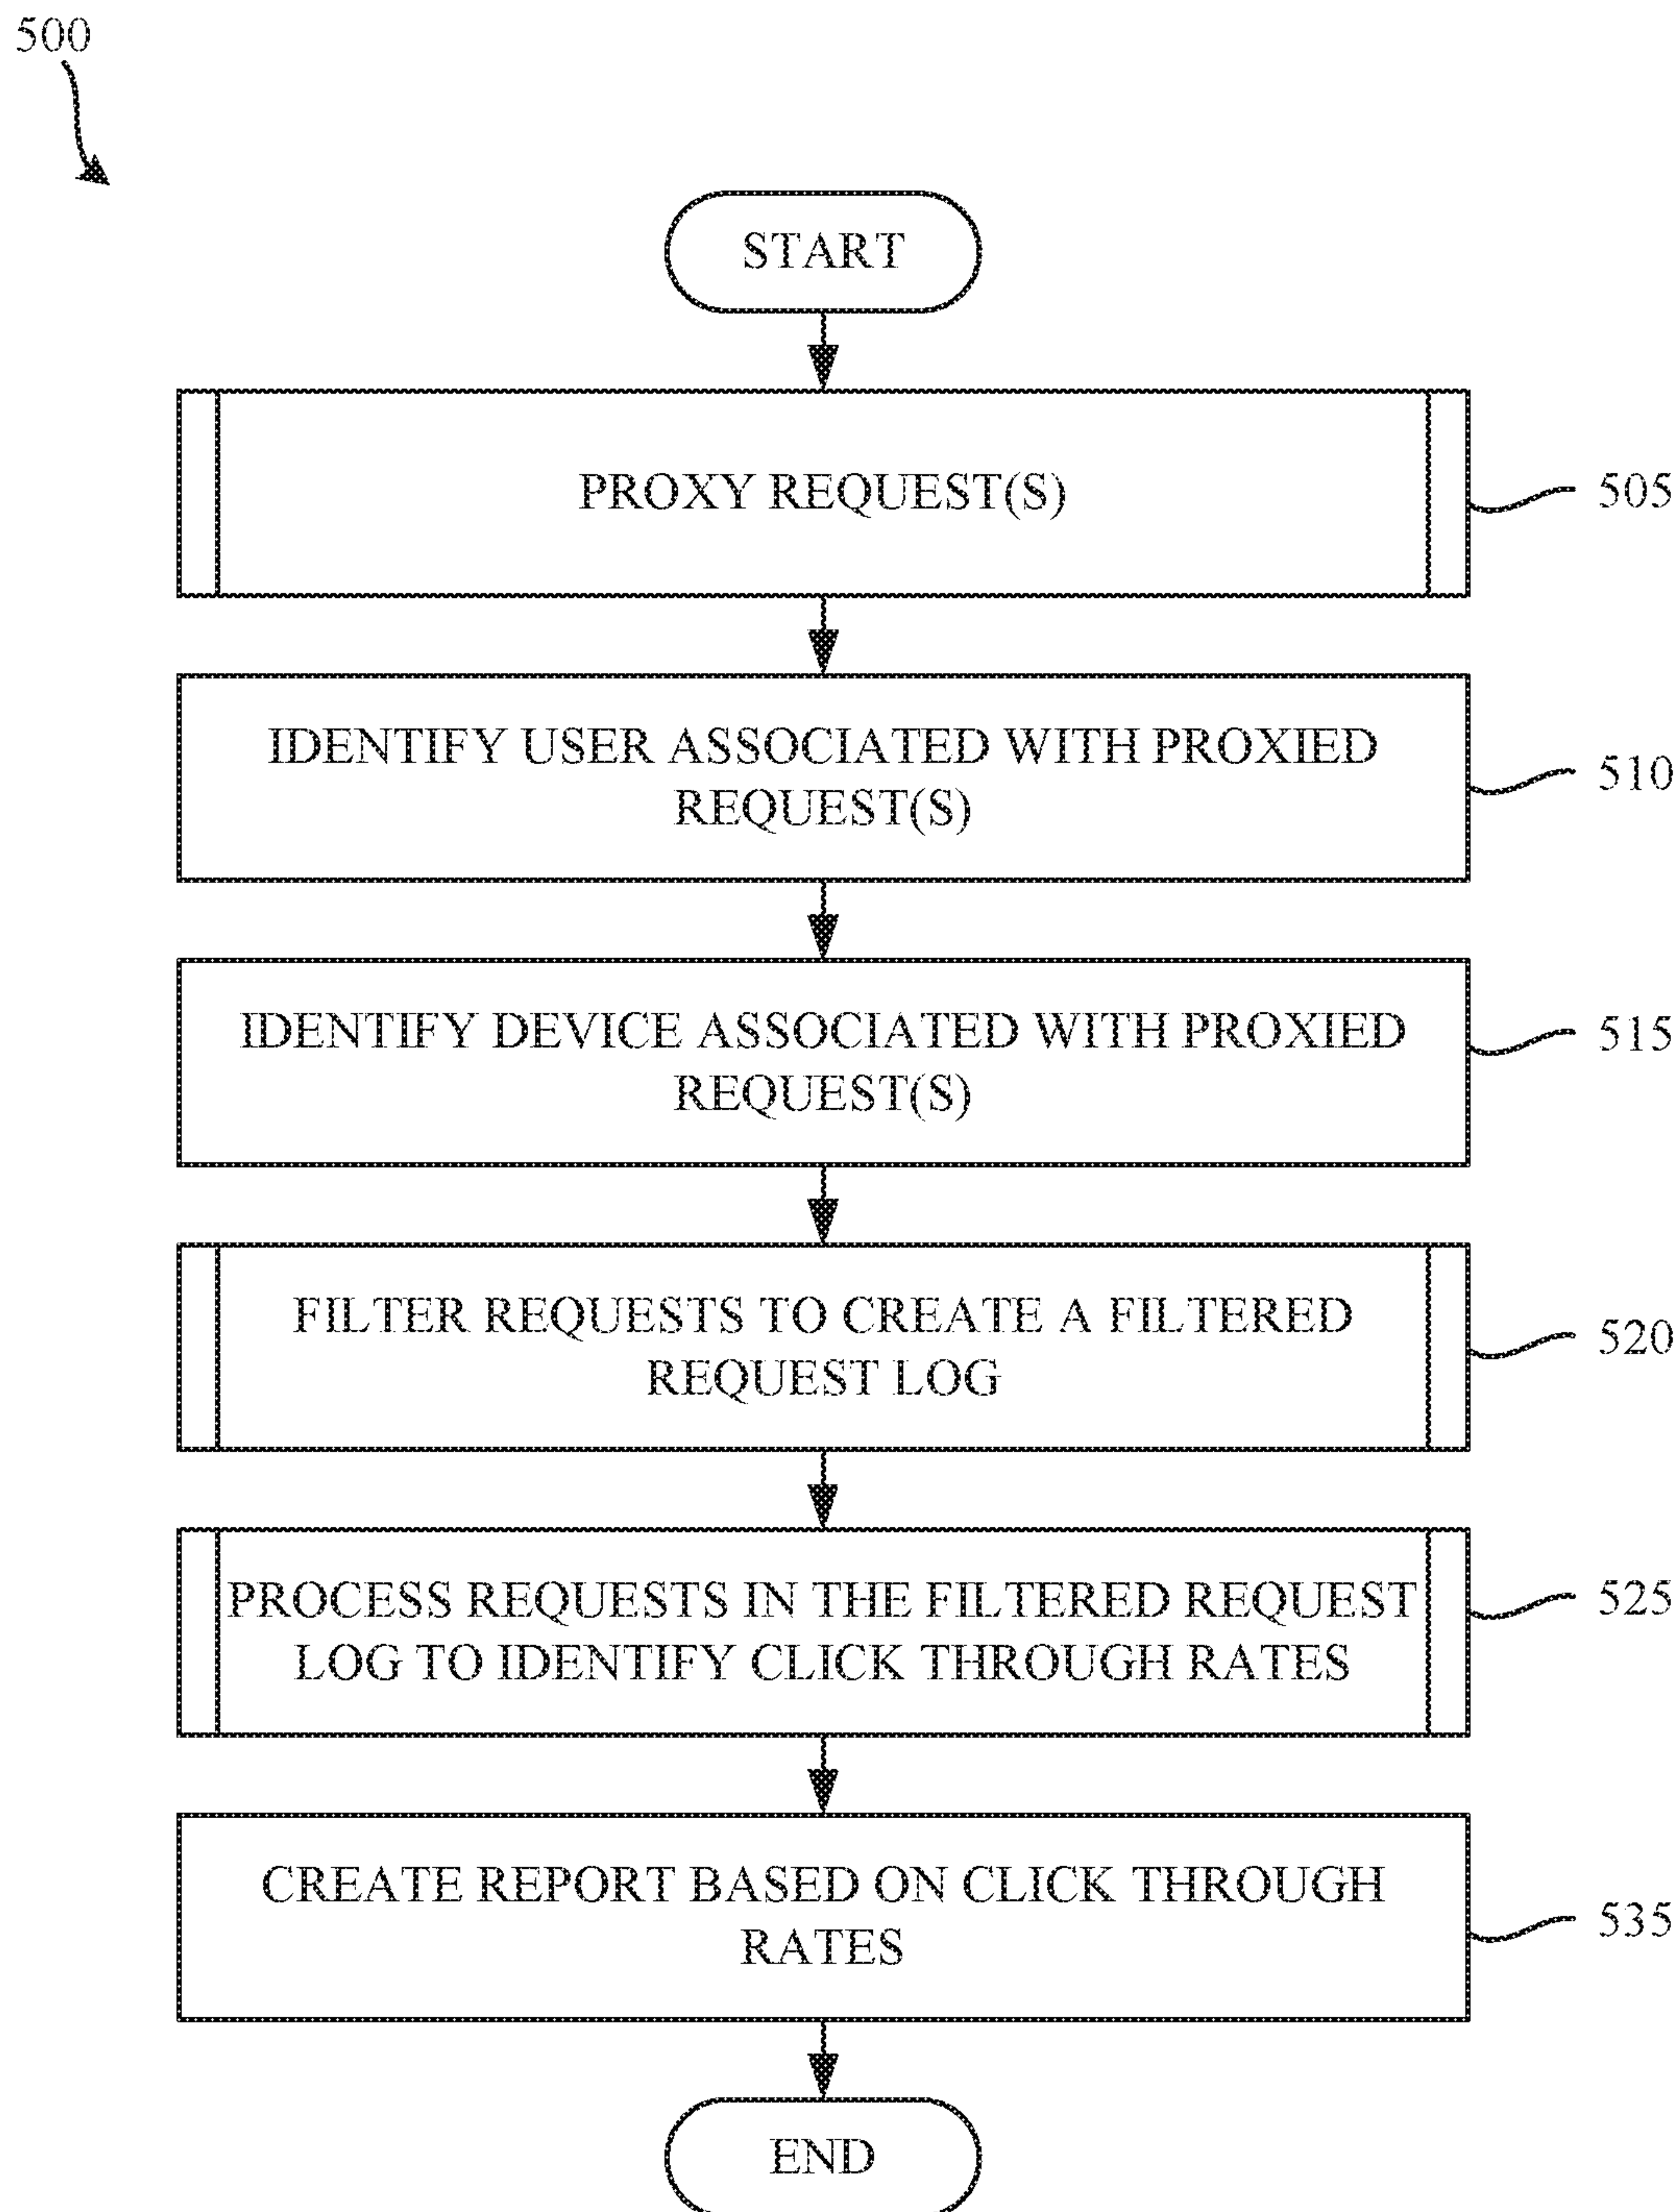 500
START
PROXY REQUEST(S)
505
IDENTIFY USER ASSOCIATED WITH PROXIED
REQUEST(S)
510
IDENTIFY DEVICE ASSOCIATED WITH PROXIED
REQUEST(S)
515
FILTER REQUESTS TO CREATE A FILTERED
REQUEST LOG
520
PROCESS REQUESTS IN THE FILTERED REQUEST
LOG TO IDENTIFY CLICK THROUGH RATES
525
CREATE REPORT BASED ON CLICK THROUGH
RATES
535
END